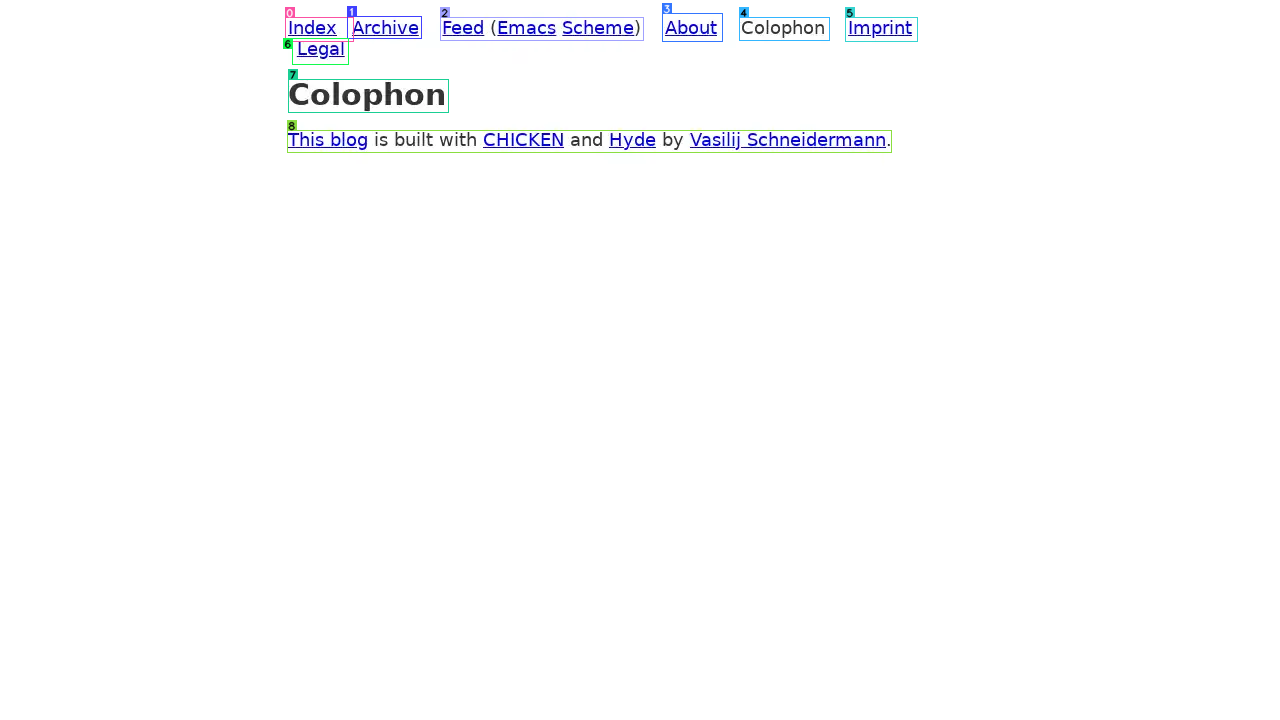 Index Archive Feed (Emacs Scheme) About Colophon Imprint
Legal
Colophon
This blog is built with CHICKEN and Hyde by Vasilij Schneidermann.
0
1
2
3
4
5
6
7
8